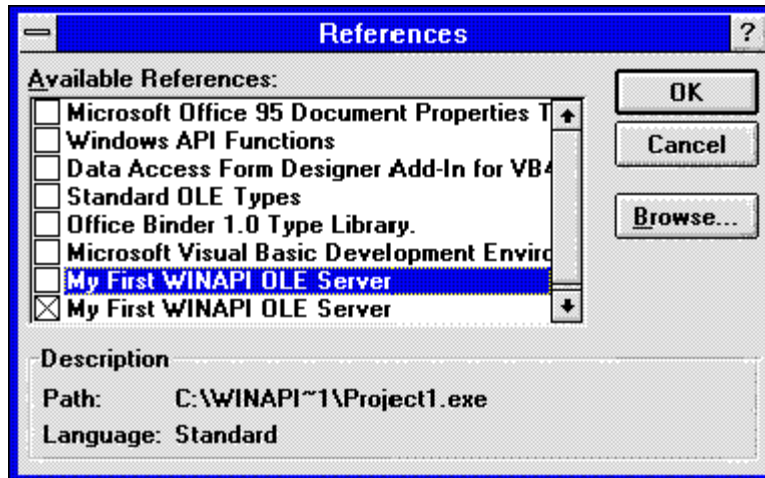 References
?
Available References:
Microsoft Office 95 Document Properties T
Windows API Functions
Data Access Form Designer Add-In for VB4
Standard OLE Types
Office Binder 1.0 Type Library.
Microsoft Visual Basic Development Enviro
My First WINAPI OLE Server
My First WINAPI OLE Server
OK
Cancel
Browse...
Description
Path: C:\WINAPI~1\Project1.exe
Language: Standard